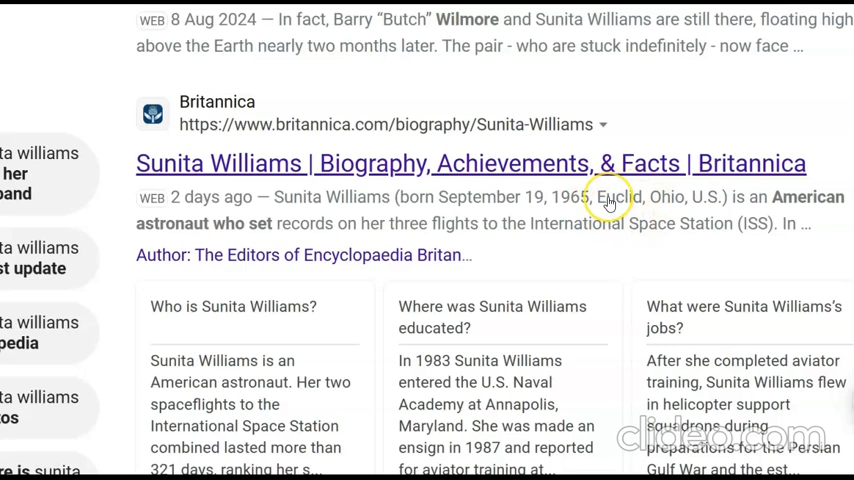 WEB 8 Aug 2024 — In fact, Barry “Butch” Wilmore and Sunita Williams are still there, floating high
above the Earth nearly two months later. The pair - who are stuck indefinitely - now face ...
Britannica
https://www.britannica.com/biography/Sunita-Williams
Sunita Williams | Biography, Achievements, & Facts | Britannica
WEB 2 days ago — Sunita Williams (born September 19, 1965, Euclid, Ohio, U.S.) is an American
astronaut who set records on her three flights to the International Space Station (ISS). In ...
Author: The Editors of Encyclopaedia Britan...
ta williams
her
band
ta williams
st update
ta williams
pedia
ta williams
tos
re is sunita
Who is Sunita Williams?
Sunita Williams is an
American astronaut. Her two
spaceflights to the
International Space Station
combined lasted more than
321 days, ranking her s...
Where was Sunita Williams
educated?
In 1983 Sunita Williams
entered the U.S. Naval
Academy at Annapolis,
Maryland. She was made an
ensign in 1987 and reported
for aviator training at...
What were Sunita Williams’s
jobs?
After she completed aviator
training, Sunita Williams flew
in helicopter support
squadrons during
preparations for the Persian
Gulf War and the est...
clideo.com